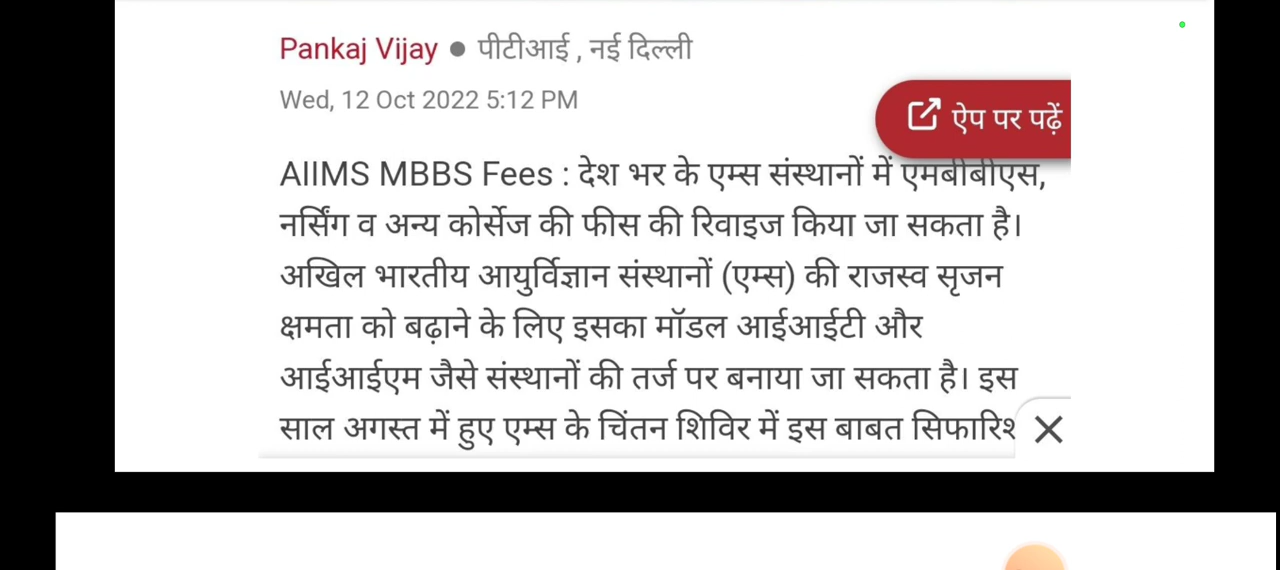 Pankaj Vijay ● पीटीआई , नई दिल्ली
Wed, 12 Oct 2022 5:12 PM
ऐप पर पढ़ें
AIIMS MBBS Fees : देश भर के एम्स संस्थानों में एमबीबीएस,
नर्सिंग व अन्य कोर्सेज की फीस की रिवाइज किया जा सकता है।
अखिल भारतीय आयुर्विज्ञान संस्थानों (एम्स) की राजस्व सृजन
क्षमता को बढ़ाने के लिए इसका मॉडल आईआईटी और
आईआईएम जैसे संस्थानों की तर्ज पर बनाया जा सकता है। इस
साल अगस्त में हुए एम्स के चिंतन शिविर में इस बाबत सिफारिश